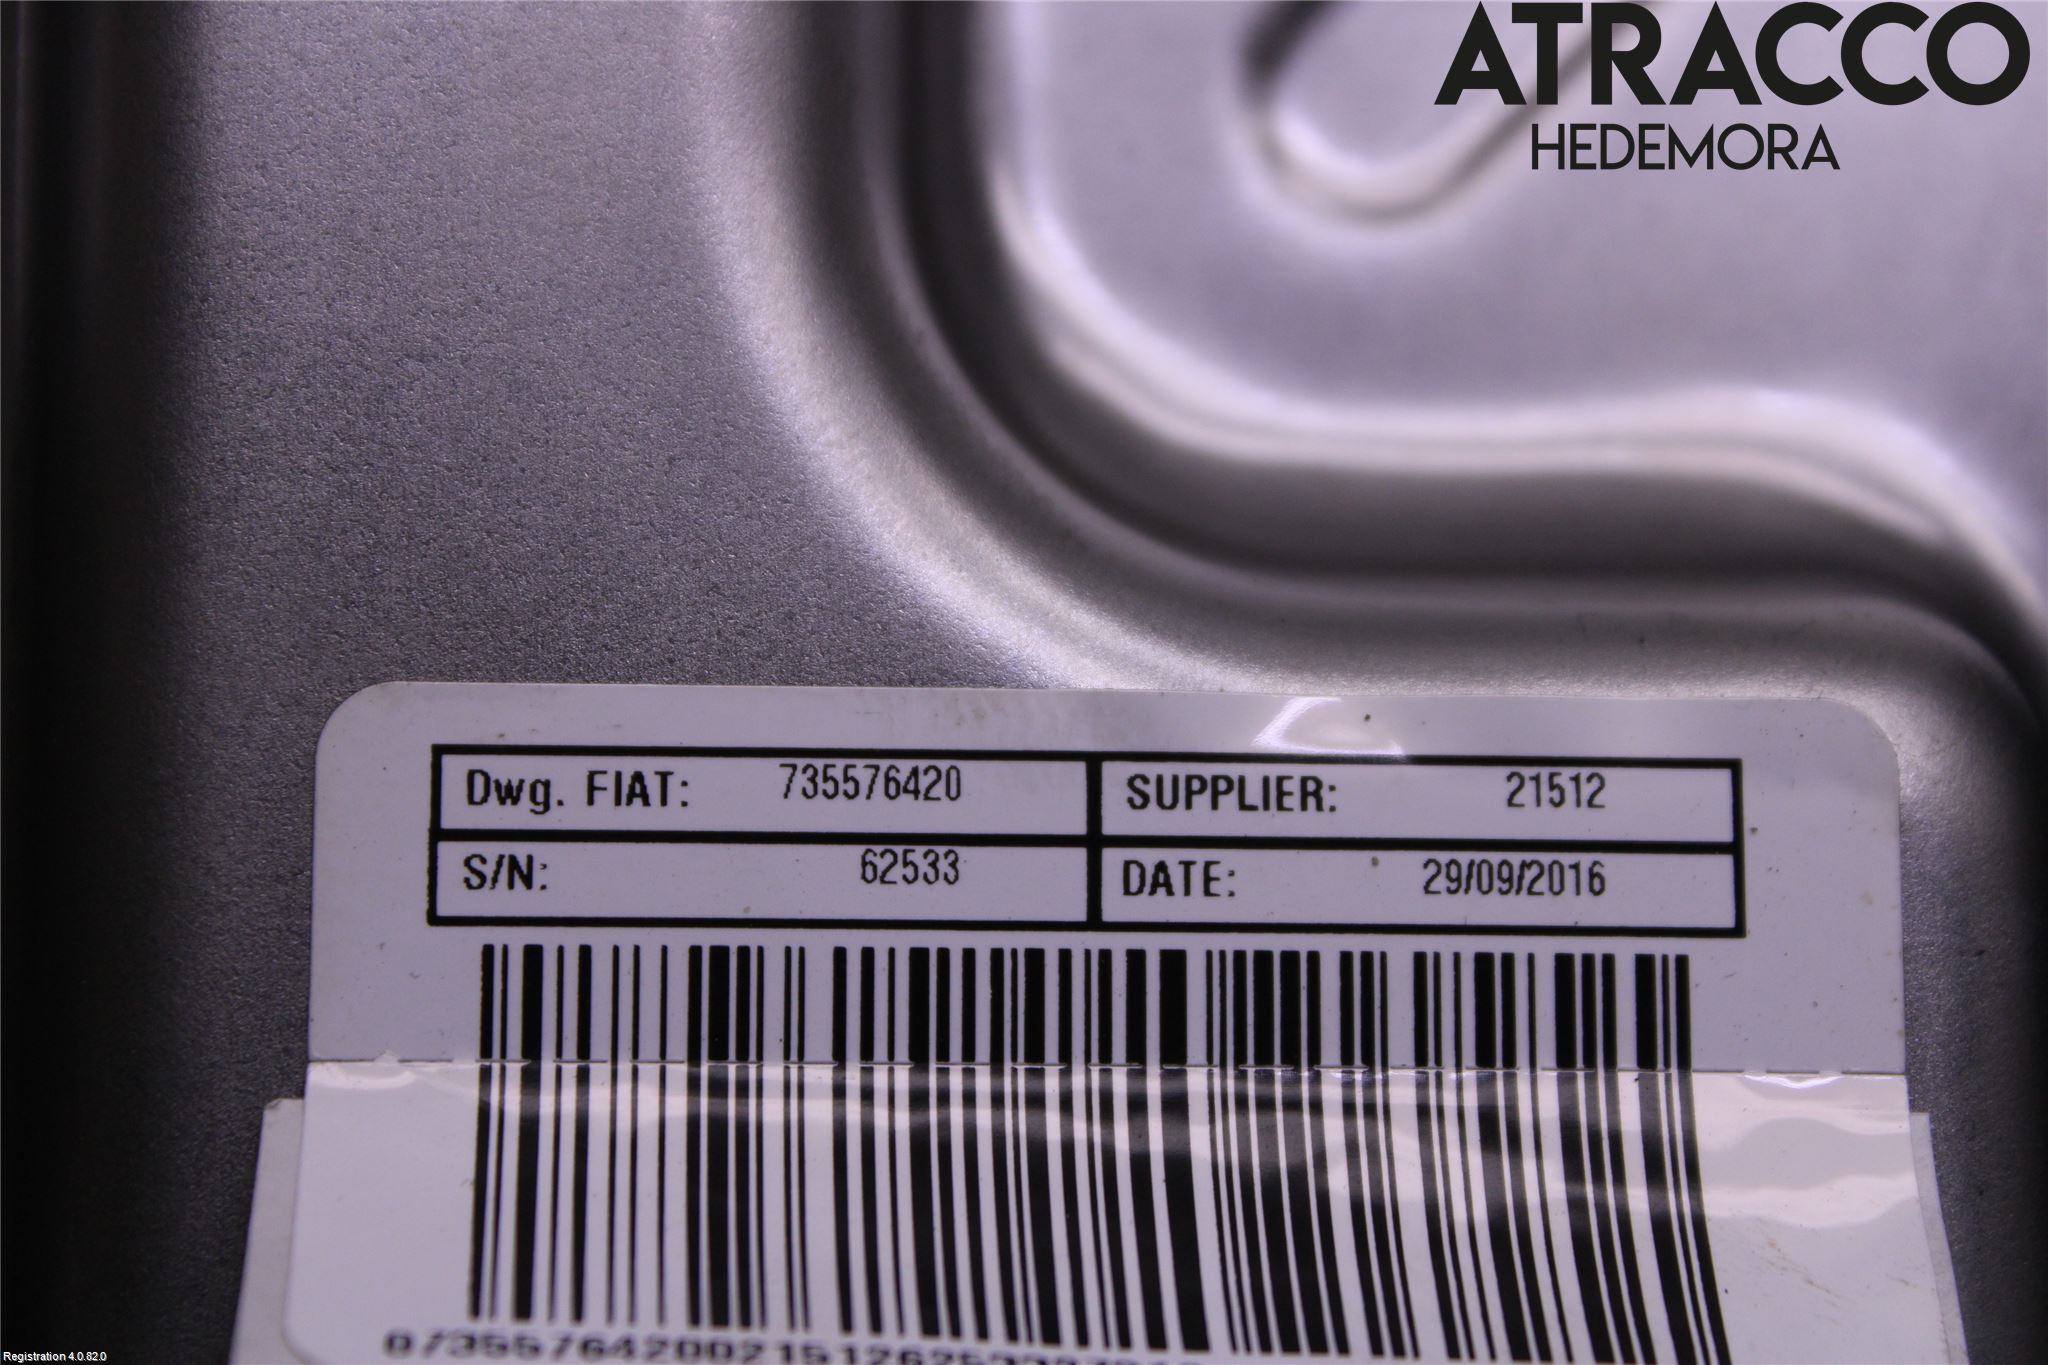 ATRACCO
HEDEMORA
Dwg. FIAT: 735576420 SUPPLIER: 21512
S/N: 62533 DATE: 29/09/2016
Registration 4.0.82.0